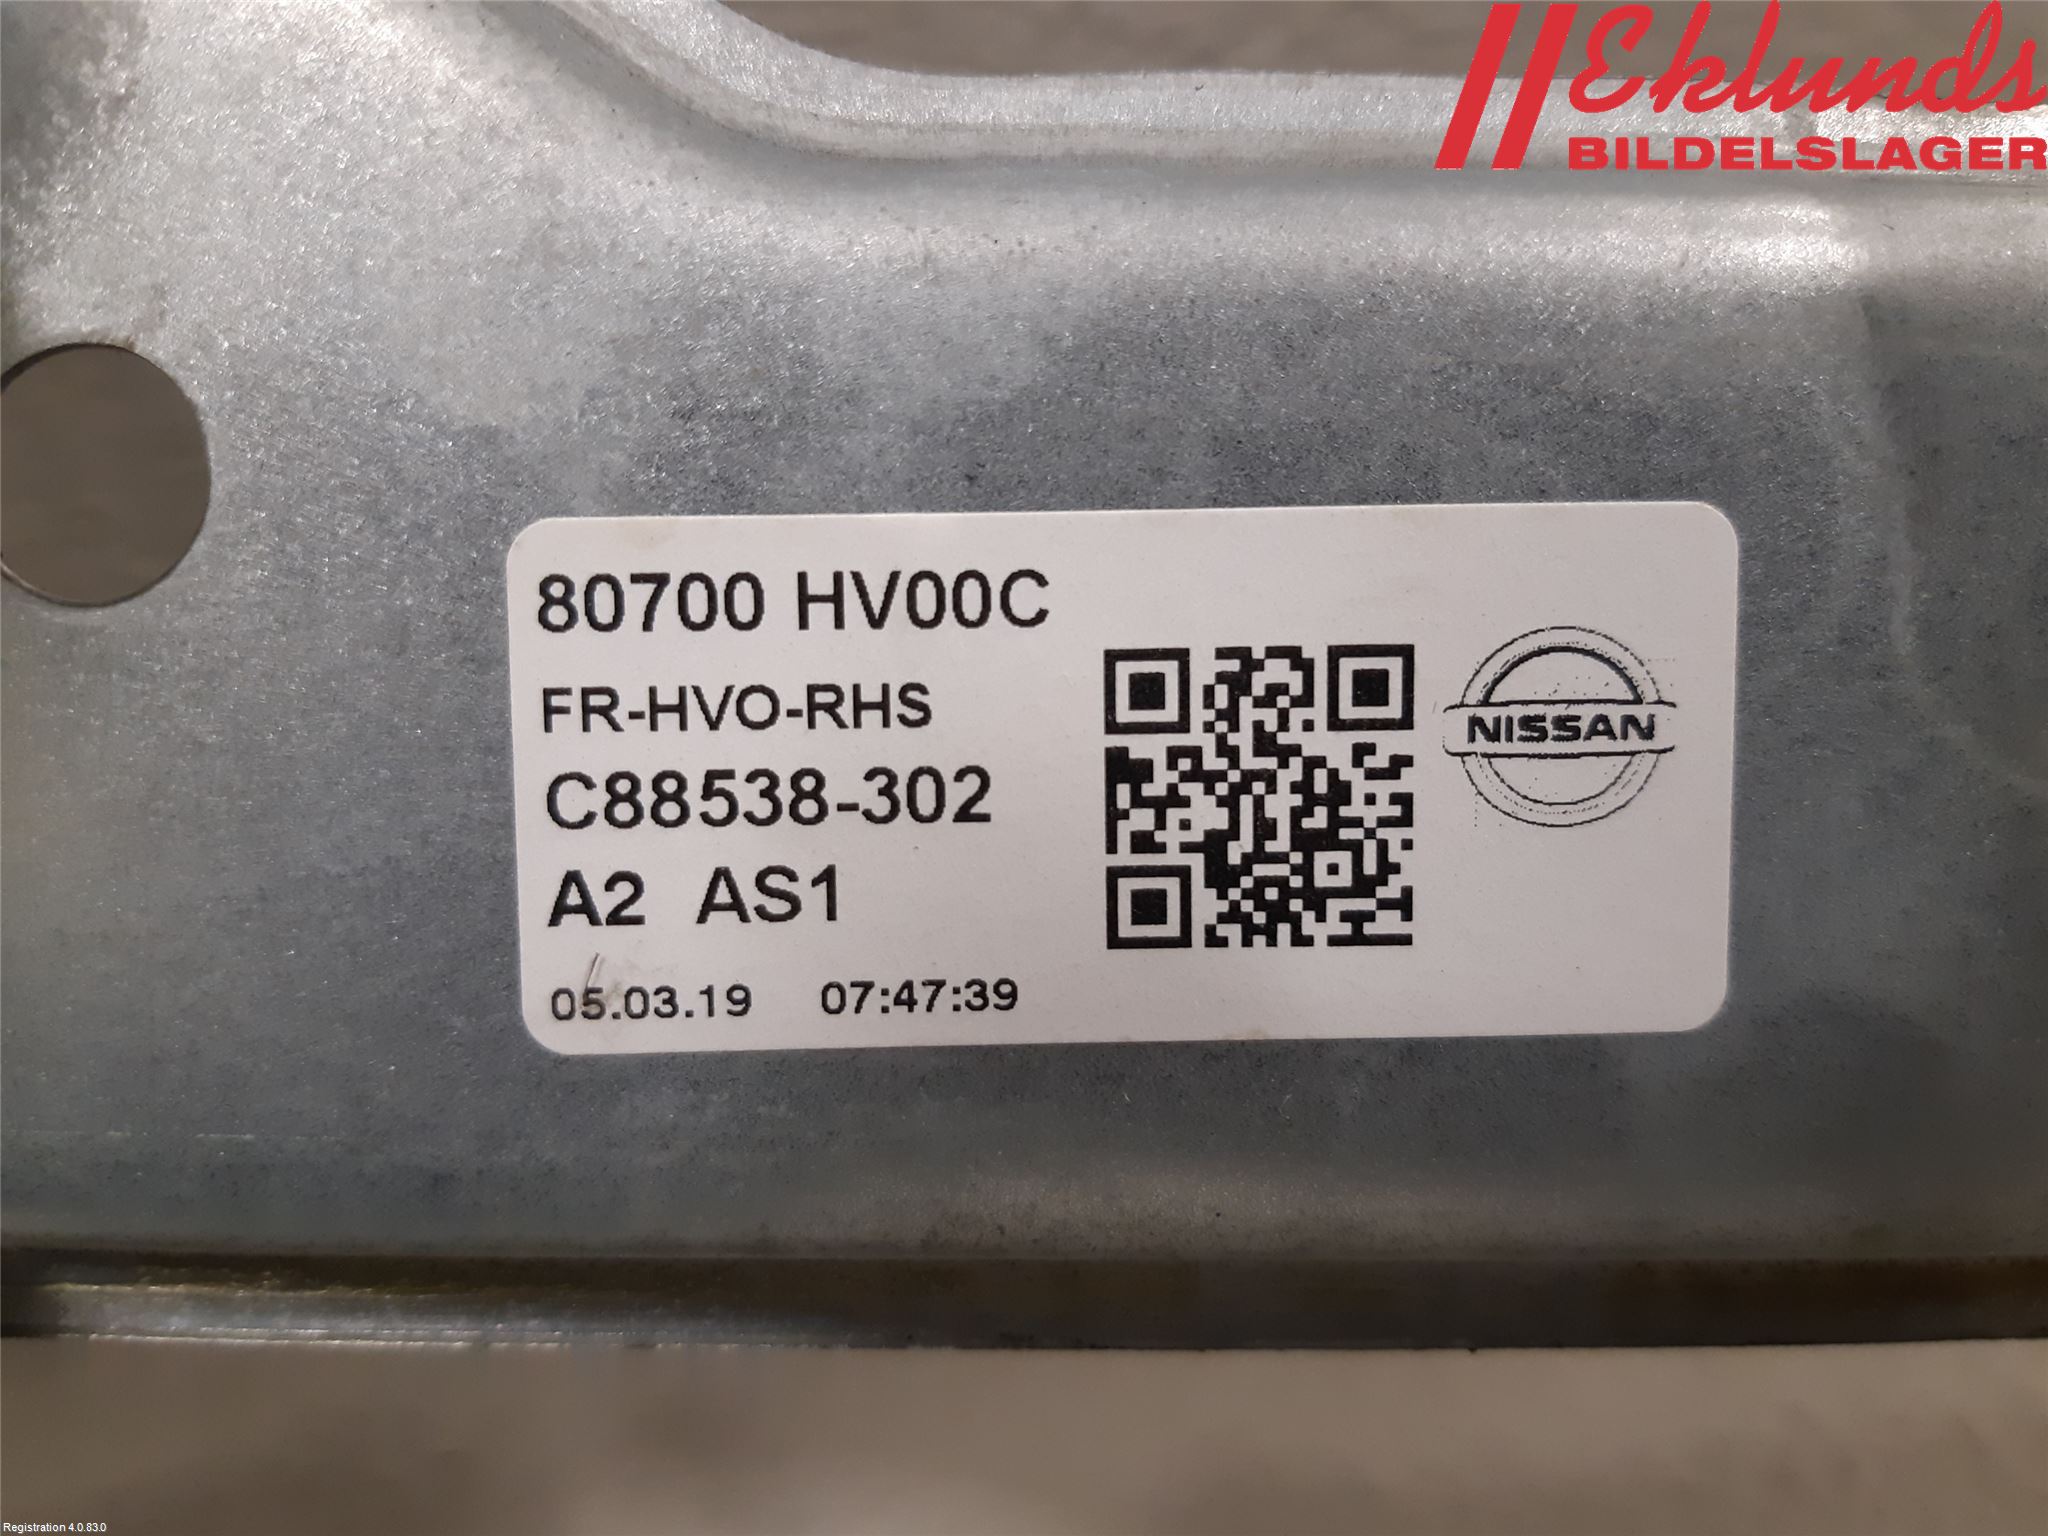 Eklunds
BILDELSLAGER
80700 HV00C
FR-HVO-RHS
C88538-302
A2 AS1
05.03.19 07:47:39
NISSAN
Registration 4.0.83.0